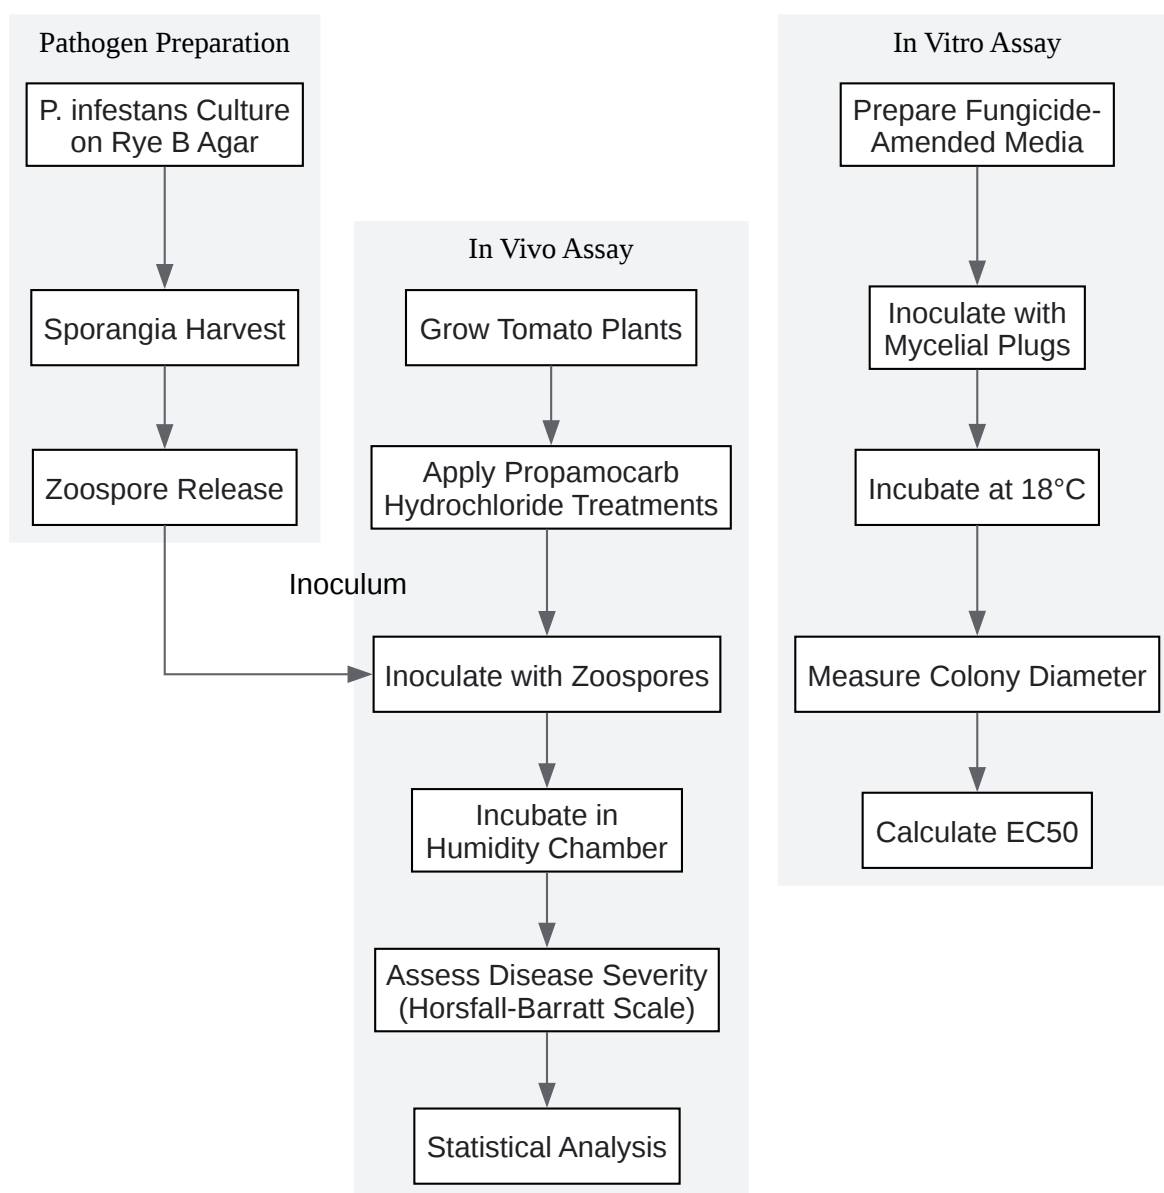 Pathogen Preparation
P. infestans Culture
on Rye B Agar
Sporangia Harvest
Zoospore Release
Inoculum
In Vivo Assay
Grow Tomato Plants
Apply Propamocarb
Hydrochloride Treatments
Inoculate with Zoospores
Incubate in
Humidity Chamber
Assess Disease Severity
(Horsfall-Barratt Scale)
Statistical Analysis
In Vitro Assay
Prepare Fungicide-
Amended Media
Inoculate with
Mycelial Plugs
Incubate at 18°C
Measure Colony Diameter
Calculate EC50